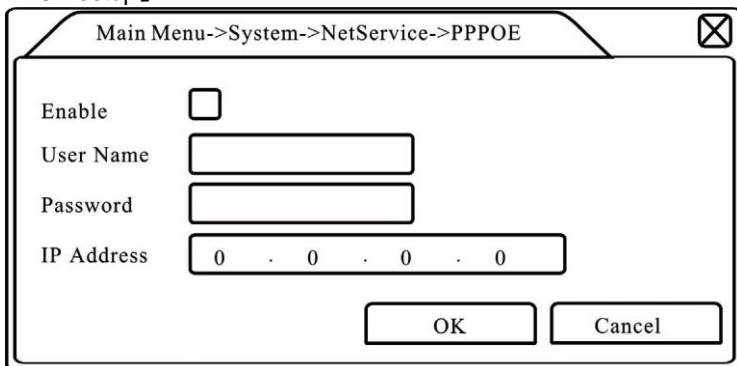 Main Menu->System->NetService->PPPOE
Enable
User Name
Password
IP Address 0 . 0 . 0 . 0
OK Cancel